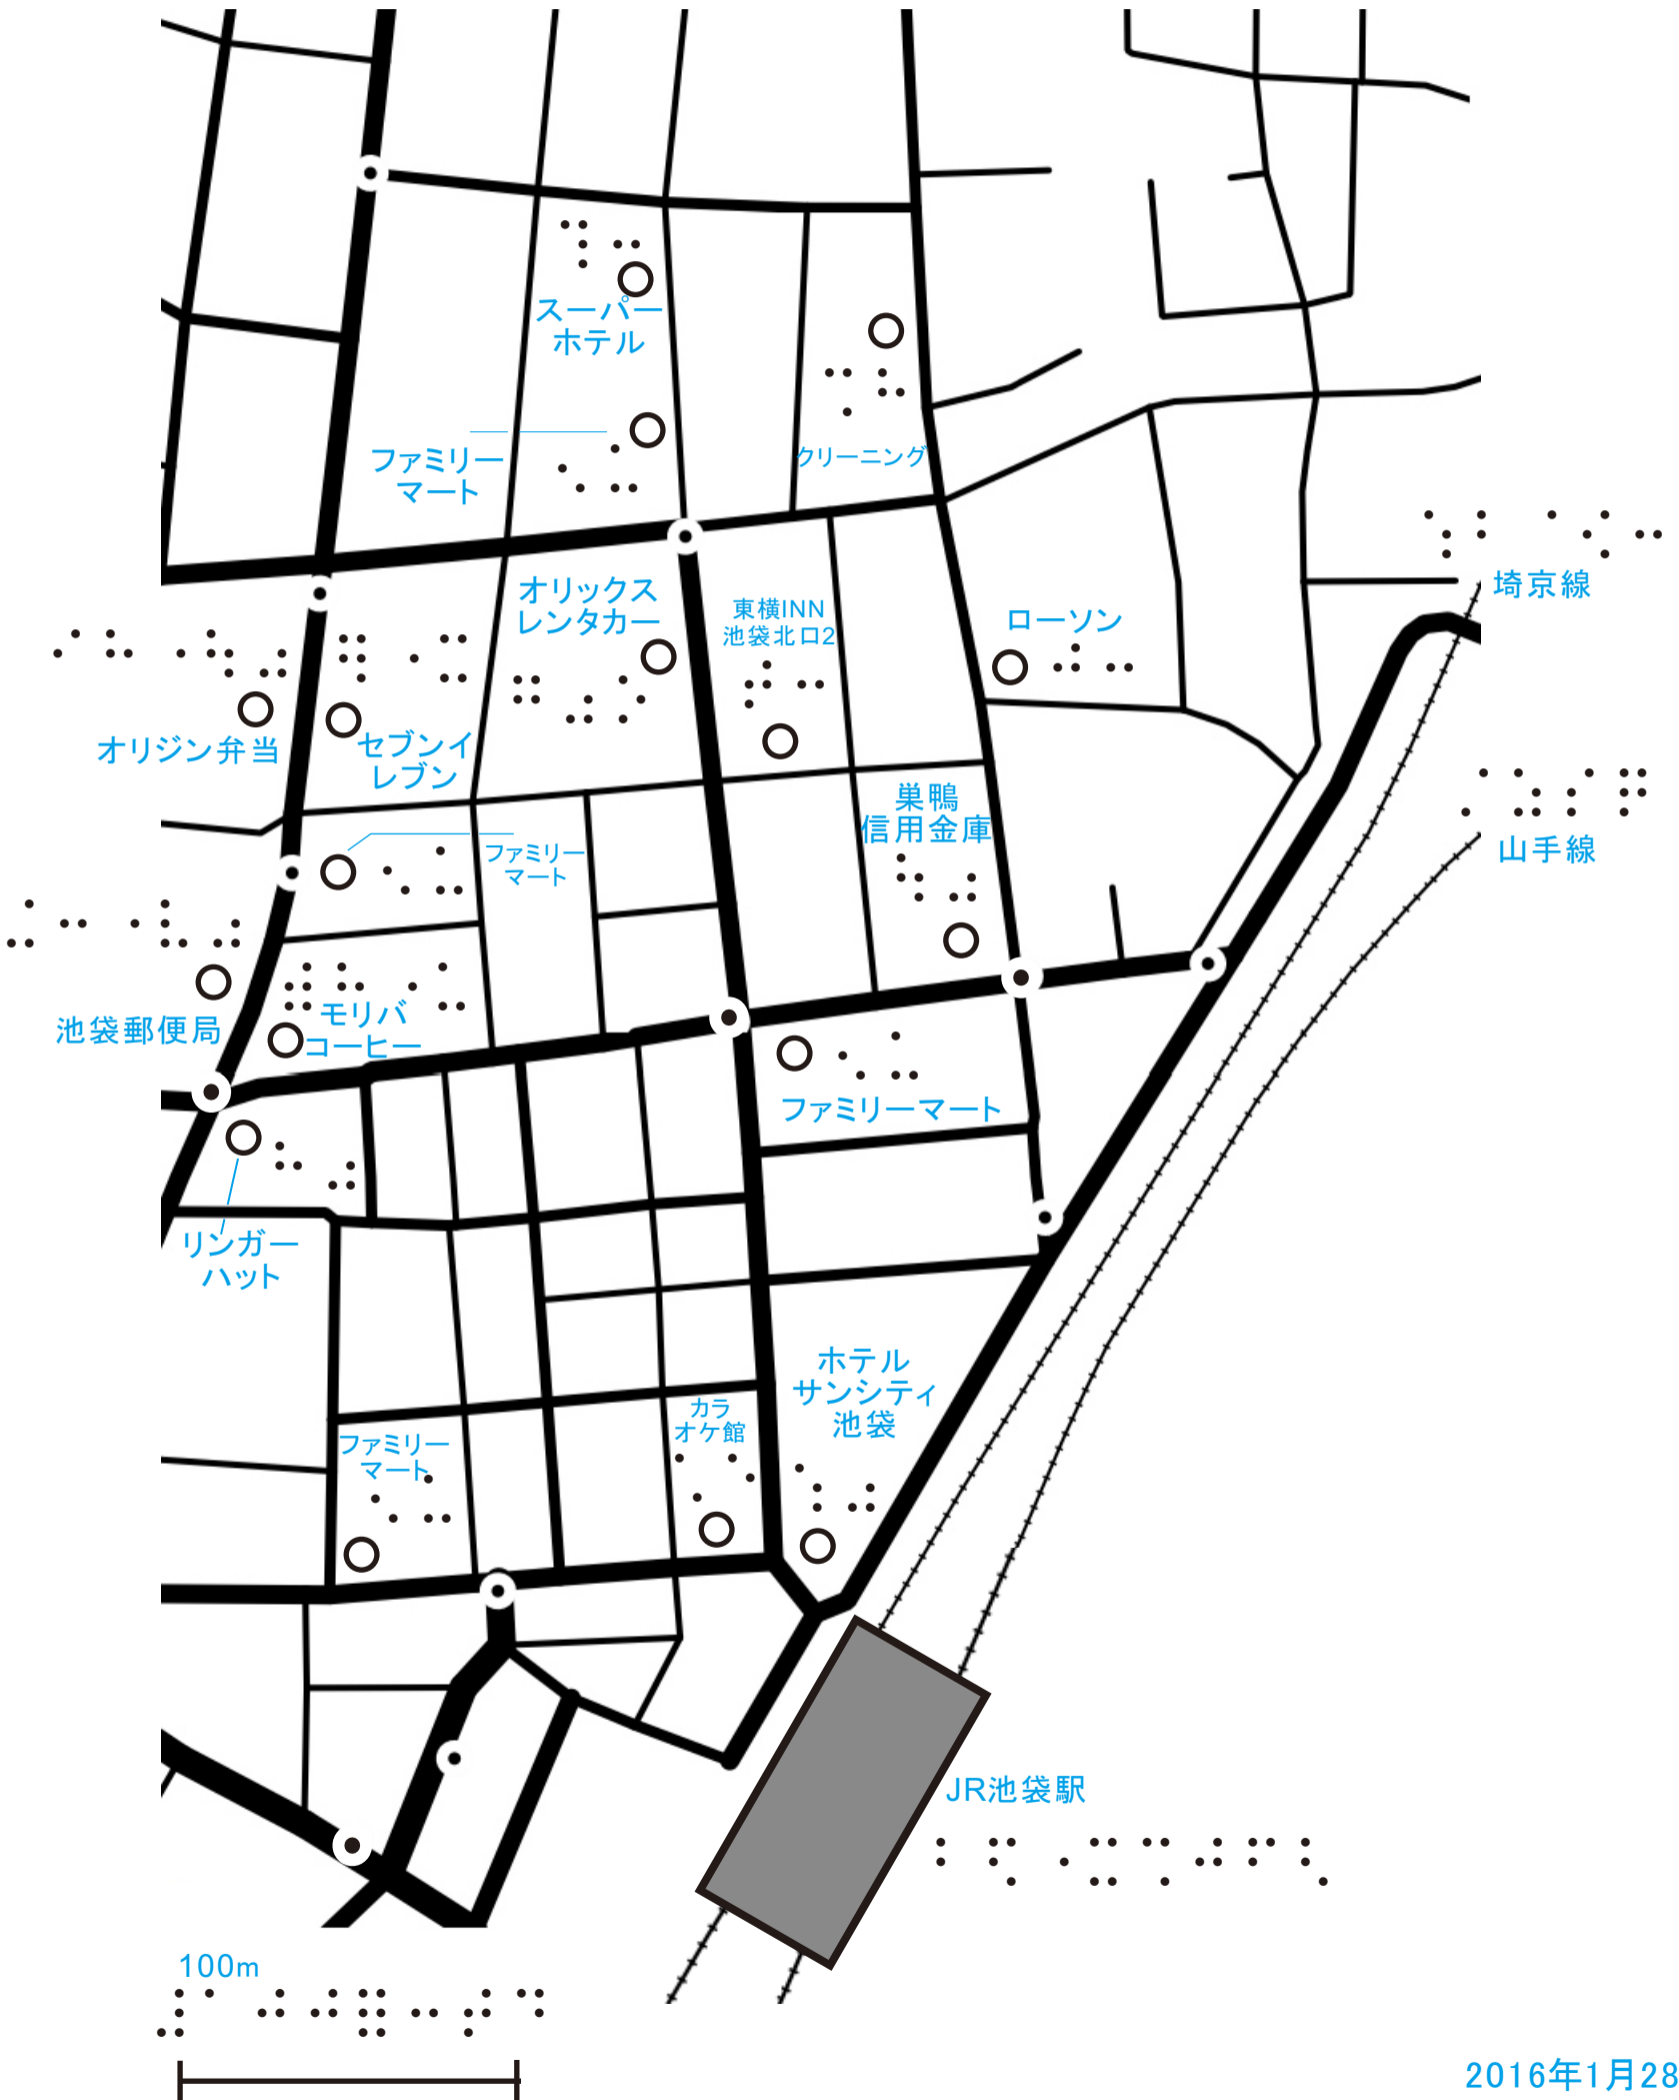 スーパー
ホテル
ファミリー
マート
クリーニング
オリックス
レンタカー
東横INN
池袋北口2
ローソン
埼京線
オリジン弁当
セブンイ
レブン
巣鴨
信用金庫
山手線
ファミリー
マート
池袋郵便局
モリバ
コーヒー
ファミリーマート
リンガー
ハット
ホテル
サンシティ
池袋
カラ
オケ館
ファミリー
マート
JR池袋駅
100m
2016年1月28